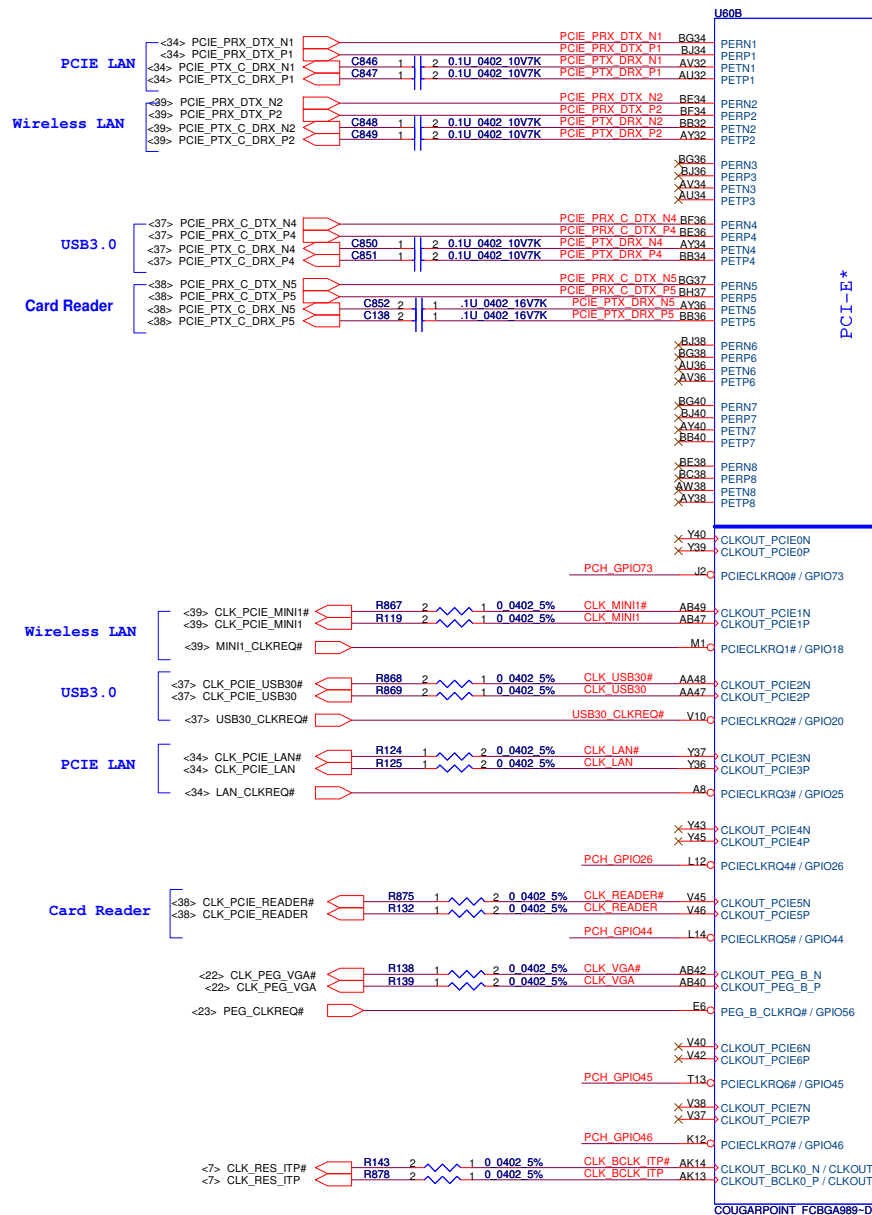 U60B
PCIE LAN
<34> PCIE_PRX_DTX_N1 PCIE_PRX_DTX_N1 BG34 PERN1
<34> PCIE_PRX_DTX_P1 PCIE_PRX_DTX_P1 BJ34 PERP1
<34> PCIE_PTX_C_DRX_N1 C846 1 2 0.1U_0402_10V7K PCIE_PTX_DRX_N1 AV32 PETN1
<34> PCIE_PTX_C_DRX_P1 C847 1 2 0.1U_0402_10V7K PCIE_PTX_DRX_P1 AU32 PETP1
Wireless LAN
<39> PCIE_PRX_DTX_N2 PCIE_PRX_DTX_N2 BE34 PERN2
<39> PCIE_PRX_DTX_P2 PCIE_PRX_DTX_P2 BF34 PERP2
<39> PCIE_PTX_C_DRX_N2 C848 1 2 0.1U_0402_10V7K PCIE_PTX_DRX_N2 BB32 PETN2
<39> PCIE_PTX_C_DRX_P2 C849 1 2 0.1U_0402_10V7K PCIE_PTX_DRX_P2 AY32 PETP2
BG36 PERN3
BJ36 PERP3
AV34 PETN3
AU34 PETP3
USB3.0
<37> PCIE_PRX_C_DTX_N4 PCIE_PRX_C_DTX_N4 BF36 PERN4
<37> PCIE_PRX_C_DTX_P4 PCIE_PRX_C_DTX_P4 BE36 PERP4
<37> PCIE_PTX_C_DRX_N4 C850 1 2 0.1U_0402_10V7K PCIE_PTX_DRX_N4 AY34 PETN4
<37> PCIE_PTX_C_DRX_P4 C851 1 2 0.1U_0402_10V7K PCIE_PTX_DRX_P4 BB34 PETP4
Card Reader
<38> PCIE_PRX_C_DTX_N5 PCIE_PRX_C_DTX_N5 BG37 PERN5
<38> PCIE_PRX_C_DTX_P5 PCIE_PRX_C_DTX_P5 BH37 PERP5
<38> PCIE_PTX_C_DRX_N5 C852 2 1 .1U_0402_16V7K PCIE_PTX_DRX_N5 AY36 PETN5
<38> PCIE_PTX_C_DRX_P5 C138 2 1 .1U_0402_16V7K PCIE_PTX_DRX_P5 BB36 PETP5
PCI-E*
BJ38 PERN6
BG38 PERP6
AU36 PETN6
AV36 PETP6
BG40 PERN7
BJ40 PERP7
AY40 PETN7
BB40 PETP7
BE38 PERN8
BC38 PERP8
AW38 PETN8
AY38 PETP8
Y40 CLKOUT_PCIE0N
Y39 CLKOUT_PCIE0P
PCH_GPIO73 J2 PCIECLKRQ0# / GPIO73
Wireless LAN
<39> CLK_PCIE_MINI1# R867 2 1 0_0402_5% CLK_MINI1# AB49 CLKOUT_PCIE1N
<39> CLK_PCIE_MINI1 R119 2 1 0_0402_5% CLK_MINI1 AB47 CLKOUT_PCIE1P
<39> MINI1_CLKREQ# M1 PCIECLKRQ1# / GPIO18
USB3.0
<37> CLK_PCIE_USB30# R868 2 1 0_0402_5% CLK_USB30# AA48 CLKOUT_PCIE2N
<37> CLK_PCIE_USB30 R869 2 1 0_0402_5% CLK_USB30 AA47 CLKOUT_PCIE2P
<37> USB30_CLKREQ# USB30_CLKREQ# V10 PCIECLKRQ2# / GPIO20
PCIE LAN
<34> CLK_PCIE_LAN# R124 1 2 0_0402_5% CLK_LAN# Y37 CLKOUT_PCIE3N
<34> CLK_PCIE_LAN R125 1 2 0_0402_5% CLK_LAN Y36 CLKOUT_PCIE3P
<34> LAN_CLKREQ# A8 PCIECLKRQ3# / GPIO25
Y43 CLKOUT_PCIE4N
Y45 CLKOUT_PCIE4P
PCH_GPIO26 L12 PCIECLKRQ4# / GPIO26
Card Reader
<38> CLK_PCIE_READER# R875 1 2 0_0402_5% CLK_READER# V45 CLKOUT_PCIE5N
<38> CLK_PCIE_READER R132 1 2 0_0402_5% CLK_READER V46 CLKOUT_PCIE5P
PCH_GPIO44 L14 PCIECLKRQ5# / GPIO44
<22> CLK_PEG_VGA# R138 1 2 0_0402_5% CLK_VGA# AB42 CLKOUT_PEG_B_N
<22> CLK_PEG_VGA R139 1 2 0_0402_5% CLK_VGA AB40 CLKOUT_PEG_B_P
<23> PEG_CLKREQ# E6 PEG_B_CLKRQ# / GPIO56
V40 CLKOUT_PCIE6N
V42 CLKOUT_PCIE6P
PCH_GPIO45 T13 PCIECLKRQ6# / GPIO45
V38 CLKOUT_PCIE7N
V37 CLKOUT_PCIE7P
PCH_GPIO46 K12 PCIECLKRQ7# / GPIO46
<7> CLK_RES_ITP# R143 2 1 0_0402_5% CLK_BCLK_ITP# AK14 CLKOUT_BCLK0_N / CLKOUT
<7> CLK_RES_ITP R878 2 1 0_0402_5% CLK_BCLK_ITP AK13 CLKOUT_BCLK0_P / CLKOUT
COUGARPOINT_FCBGA989~D